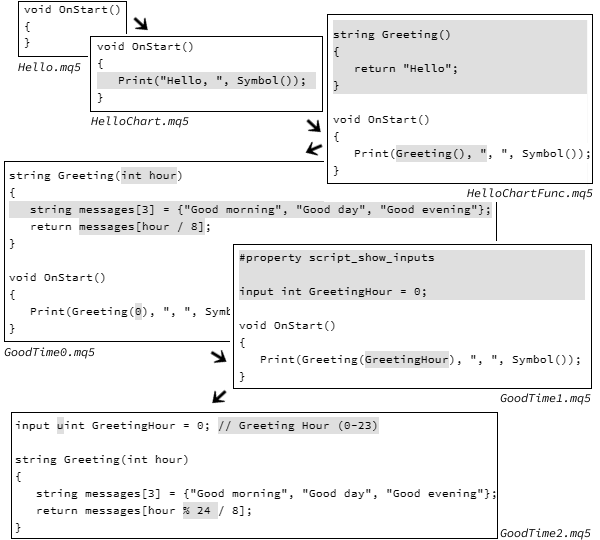 void OnStart()
{
}
Hello.mq5
void OnStart()
{
   Print("Hello, ", Symbol());
}
HelloChart.mq5
string Greeting()
{
   return "Hello";
}
void OnStart()
{
   Print(Greeting(), ", ", Symbol());
}
HelloChartFunc.mq5
string Greeting(int hour)
{
   string messages[3] = {"Good morning", "Good day", "Good evening"};
   return messages[hour / 8];
}
void OnStart()
{
   Print(Greeting(0), ", ", Symb
}
GoodTime0.mq5
#property script_show_inputs
input int GreetingHour = 0;
void OnStart()
{
   Print(Greeting(GreetingHour), ", ", Symbol());
}
GoodTime1.mq5
input uint GreetingHour = 0; // Greeting Hour (0-23)
string Greeting(int hour)
{
   string messages[3] = {"Good morning", "Good day", "Good evening"};
   return messages[hour % 24 / 8];
}
GoodTime2.mq5